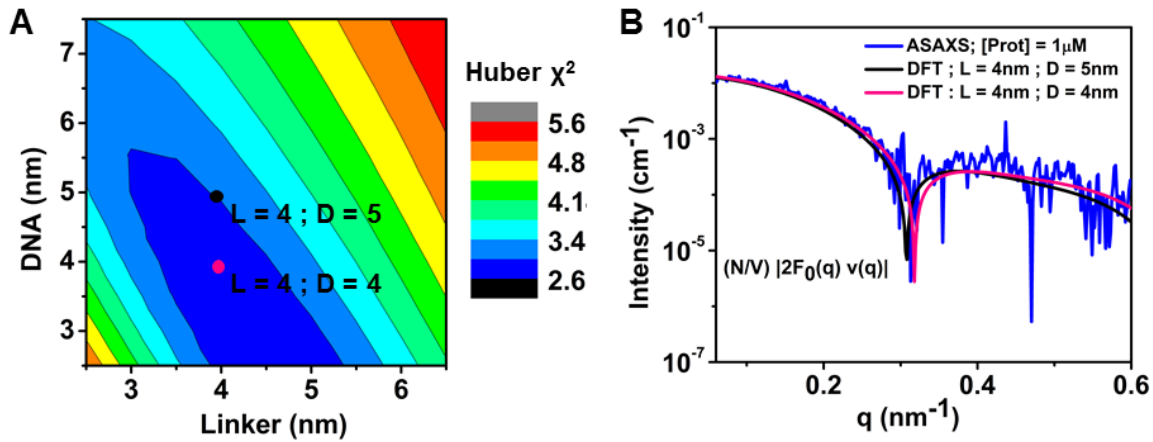 A
7
6
5
4
3
DNA (nm)
L = 4 ; D = 5
L = 4 ; D = 4
3
4
5
6
Linker (nm)
Huber χ²
5.6
4.8
4.1
3.4
2.6
B
10⁻¹
10⁻³
10⁻⁵
10⁻⁷
Intensity (cm⁻¹)
ASAXS; [Prot] = 1μM
DFT ; L = 4nm ; D = 5nm
DFT : L = 4nm ; D = 4nm
(N/V) |2F₀(q) v(q)|
0.2
0.4
0.6
q (nm⁻¹)